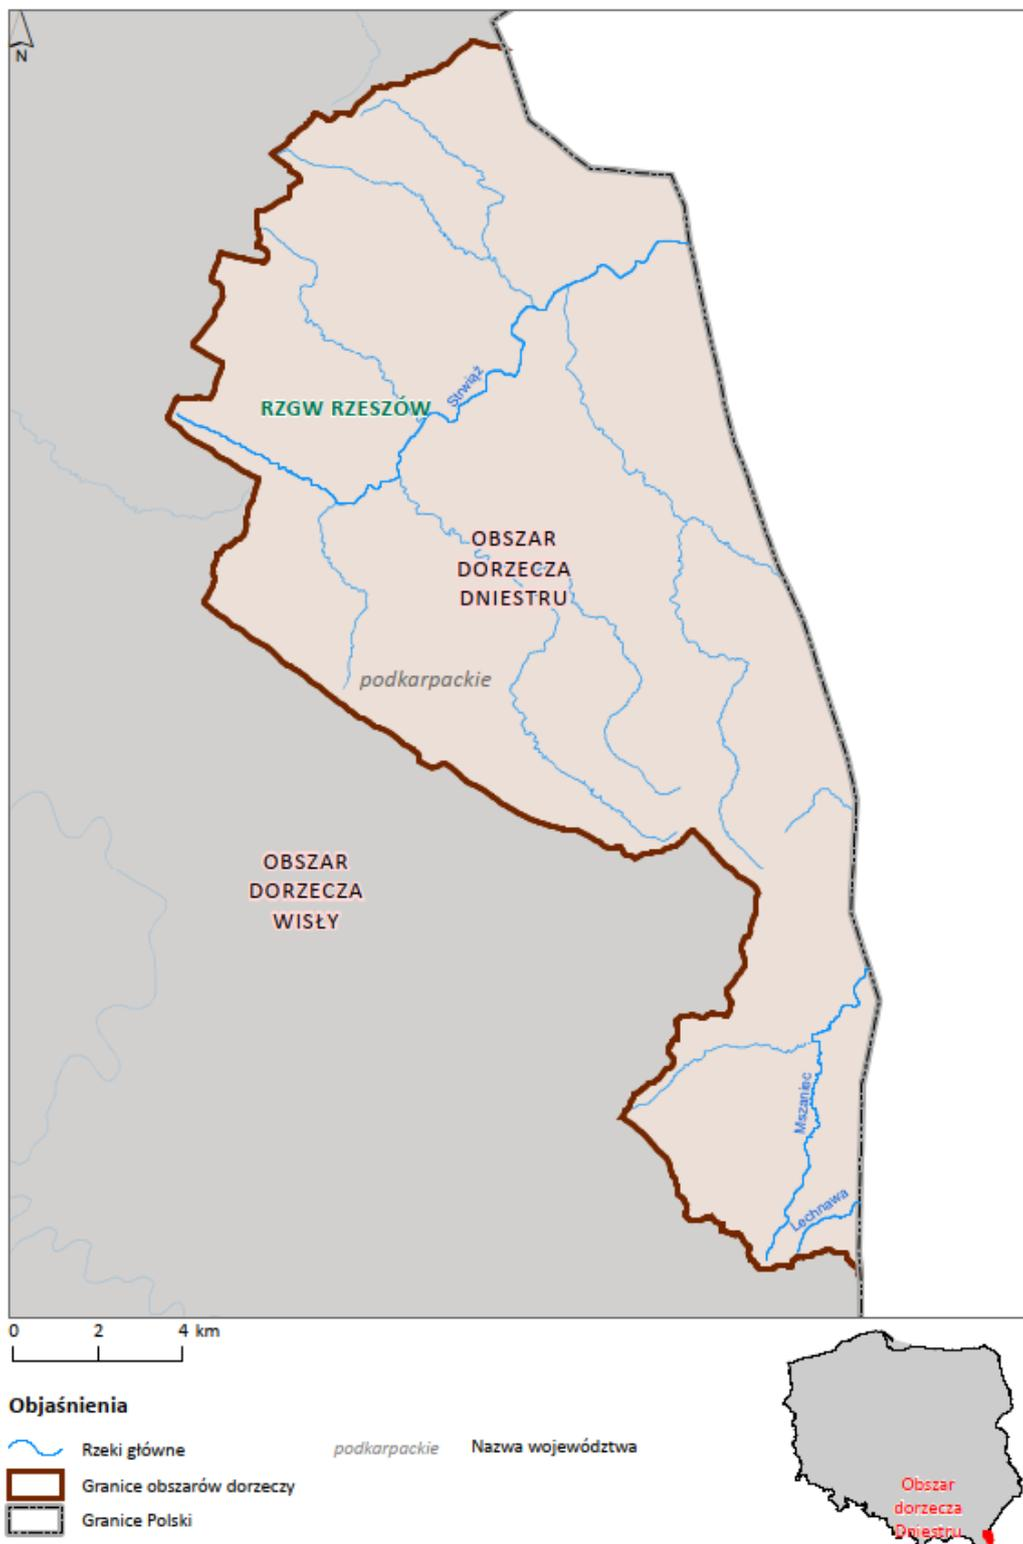 N
Strwiąż
RZGW RZESZÓW
OBSZAR
DORZECZA
DNIESTRU
podkarpackie
OBSZAR
DORZECZA
WISŁY
Mszaniec
Lechnawa
0 2 4 km
Objaśnienia
Rzeki główne
podkarpackie Nazwa województwa
Granice obszarów dorzeczy
Granice Polski
Obszar
dorzecza
Dniestru